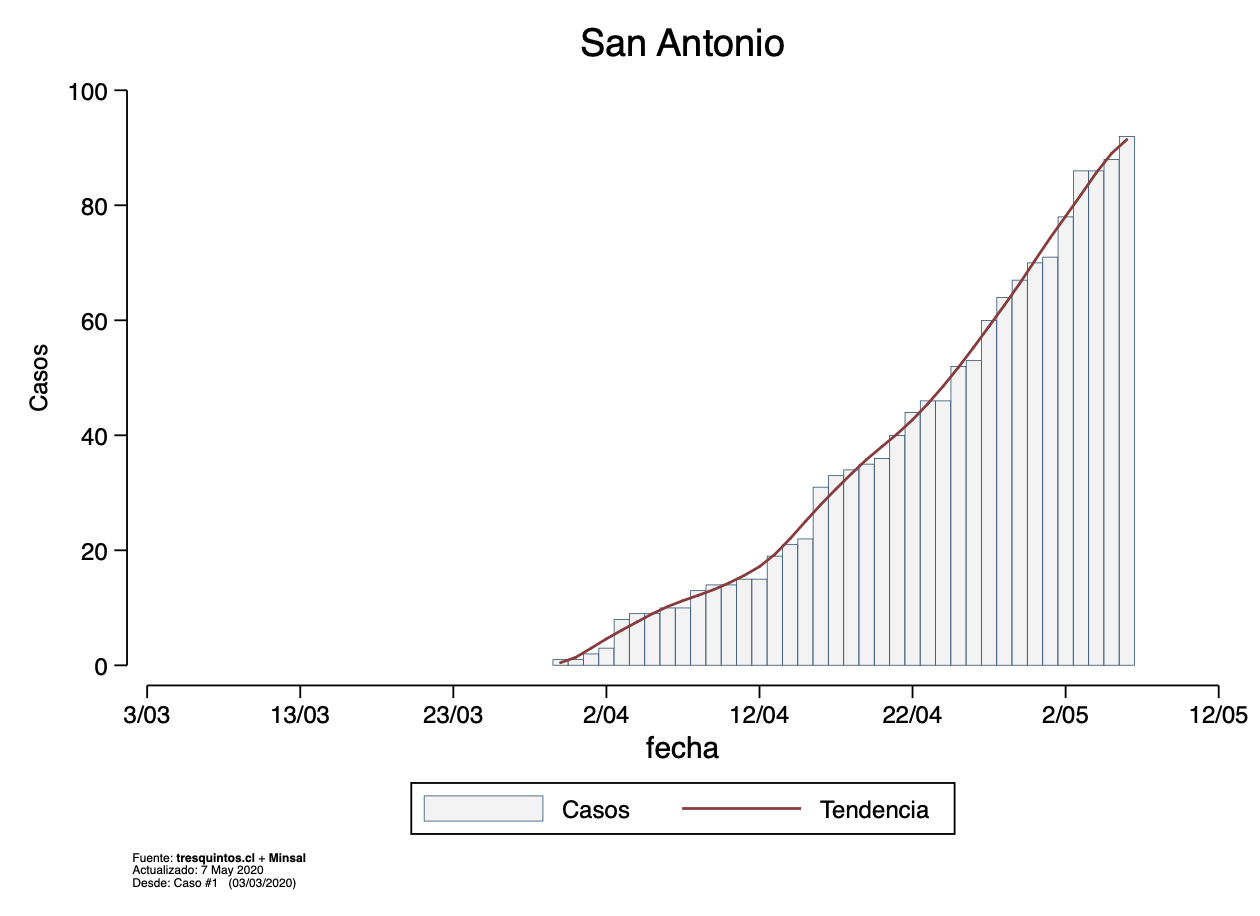 San Antonio
100
80
60
40
20
0
Casos
3/03 13/03 23/03 2/04 12/04 22/04 2/05 12/05
fecha
Casos Tendencia
Fuente: tresquintos.cl + Minsal
Actualizado: 7 May 2020
Desde: Caso #1 (03/03/2020)